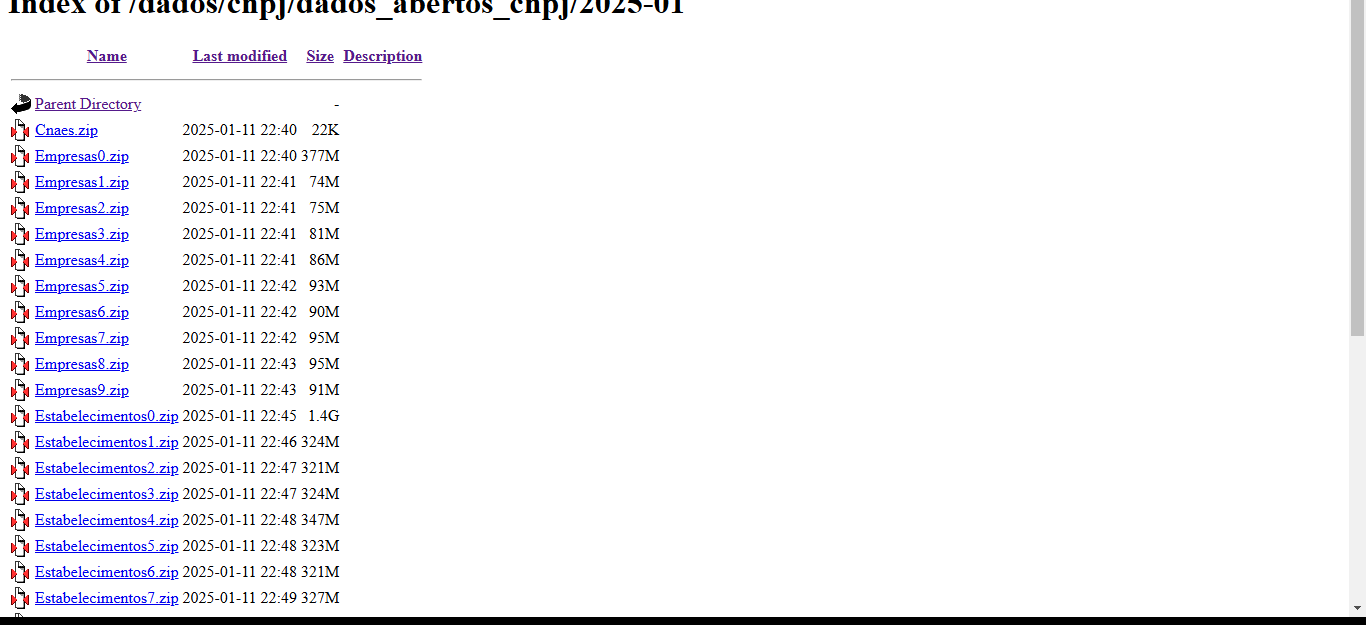 Index of /dados/cnpj/dados_abertos_cnpj/2025-01
Name Last modified Size Description
Parent Directory -
Cnaes.zip 2025-01-11 22:40 22K
Empresas0.zip 2025-01-11 22:40 377M
Empresas1.zip 2025-01-11 22:41 74M
Empresas2.zip 2025-01-11 22:41 75M
Empresas3.zip 2025-01-11 22:41 81M
Empresas4.zip 2025-01-11 22:41 86M
Empresas5.zip 2025-01-11 22:42 93M
Empresas6.zip 2025-01-11 22:42 90M
Empresas7.zip 2025-01-11 22:42 95M
Empresas8.zip 2025-01-11 22:43 95M
Empresas9.zip 2025-01-11 22:43 91M
Estabelecimentos0.zip 2025-01-11 22:45 1.4G
Estabelecimentos1.zip 2025-01-11 22:46 324M
Estabelecimentos2.zip 2025-01-11 22:47 321M
Estabelecimentos3.zip 2025-01-11 22:47 324M
Estabelecimentos4.zip 2025-01-11 22:48 347M
Estabelecimentos5.zip 2025-01-11 22:48 323M
Estabelecimentos6.zip 2025-01-11 22:48 321M
Estabelecimentos7.zip 2025-01-11 22:49 327M